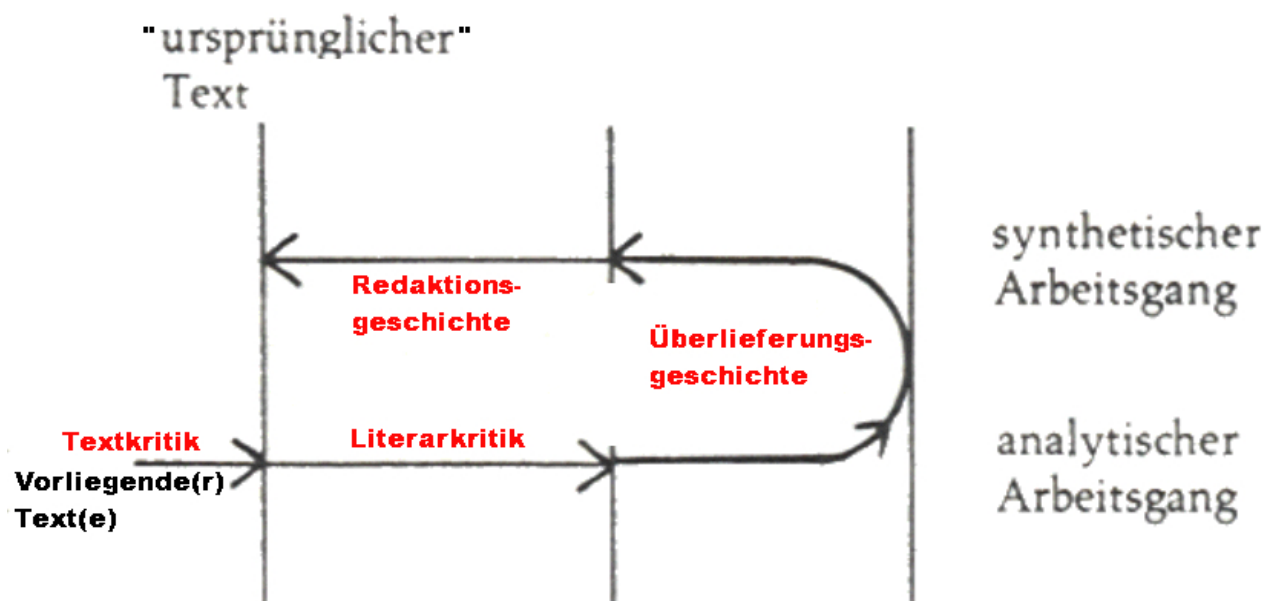 "ursprünglicher"
Text
synthetischer
Arbeitsgang
Redaktions-
geschichte
Überlieferungs-
geschichte
Textkritik
Literarkritik
analytischer
Arbeitsgang
Vorliegende(r)
Text(e)